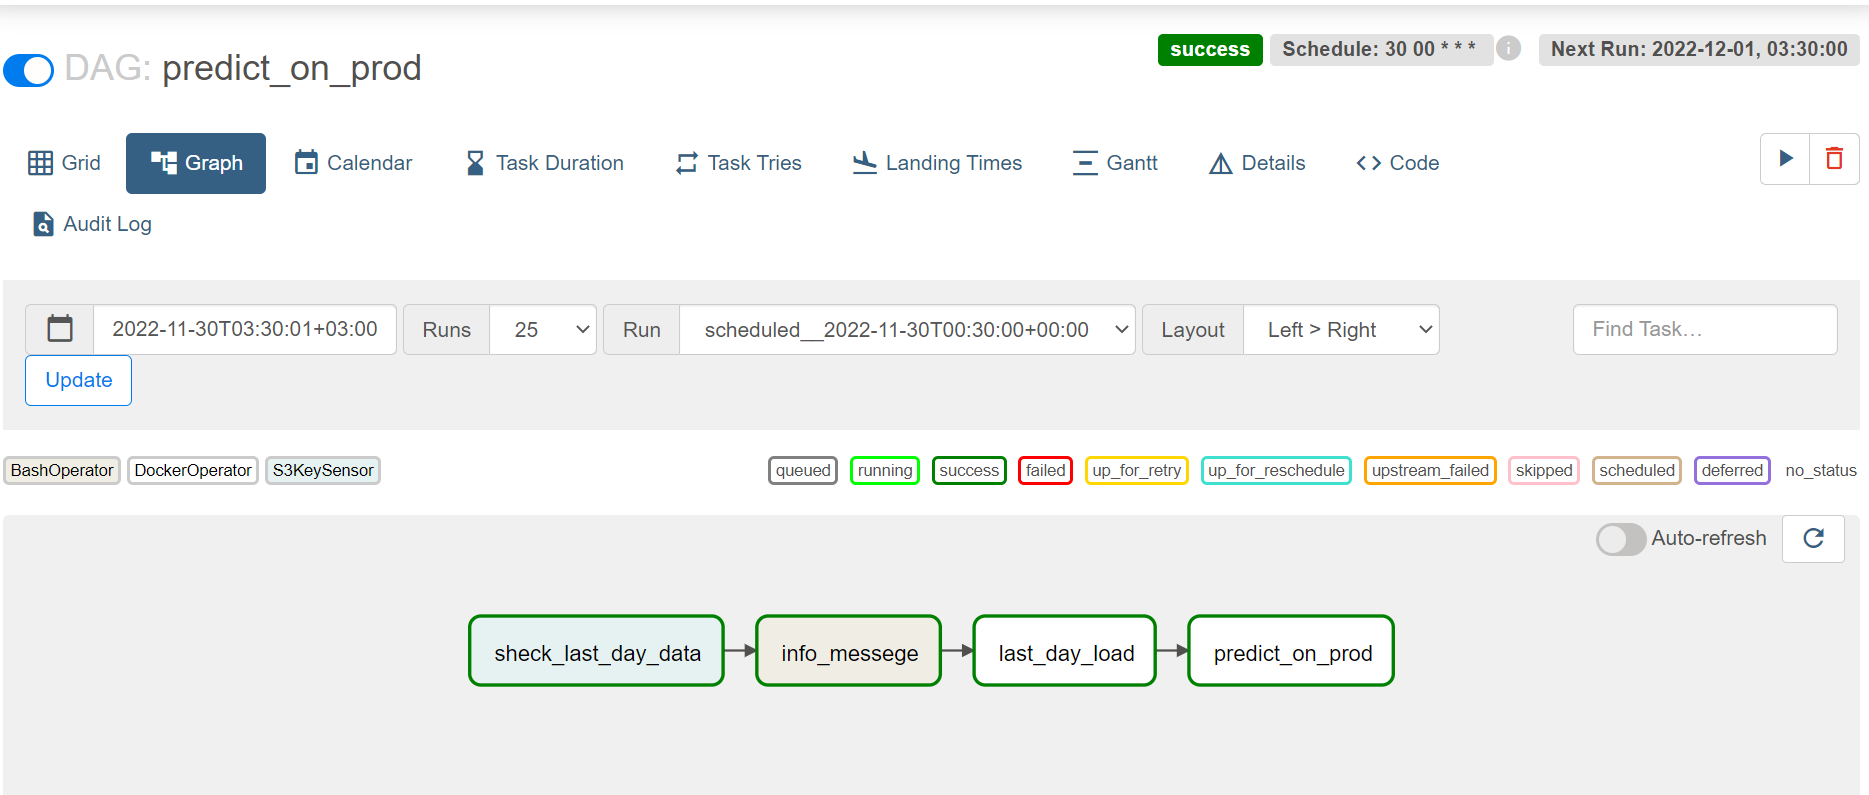 DAG: predict_on_prod
success Schedule: 30 00 * * * i Next Run: 2022-12-01, 03:30:00
Grid Graph Calendar Task Duration Task Tries Landing Times Gantt Details Code
Audit Log
2022-11-30T03:30:01+03:00 Runs 25 Run scheduled__2022-11-30T00:30:00+00:00 Layout Left > Right Find Task…
Update
BashOperator DockerOperator S3KeySensor queued running success failed up_for_retry up_for_reschedule upstream_failed skipped scheduled deferred no_status
Auto-refresh
sheck_last_day_data info_messege last_day_load predict_on_prod